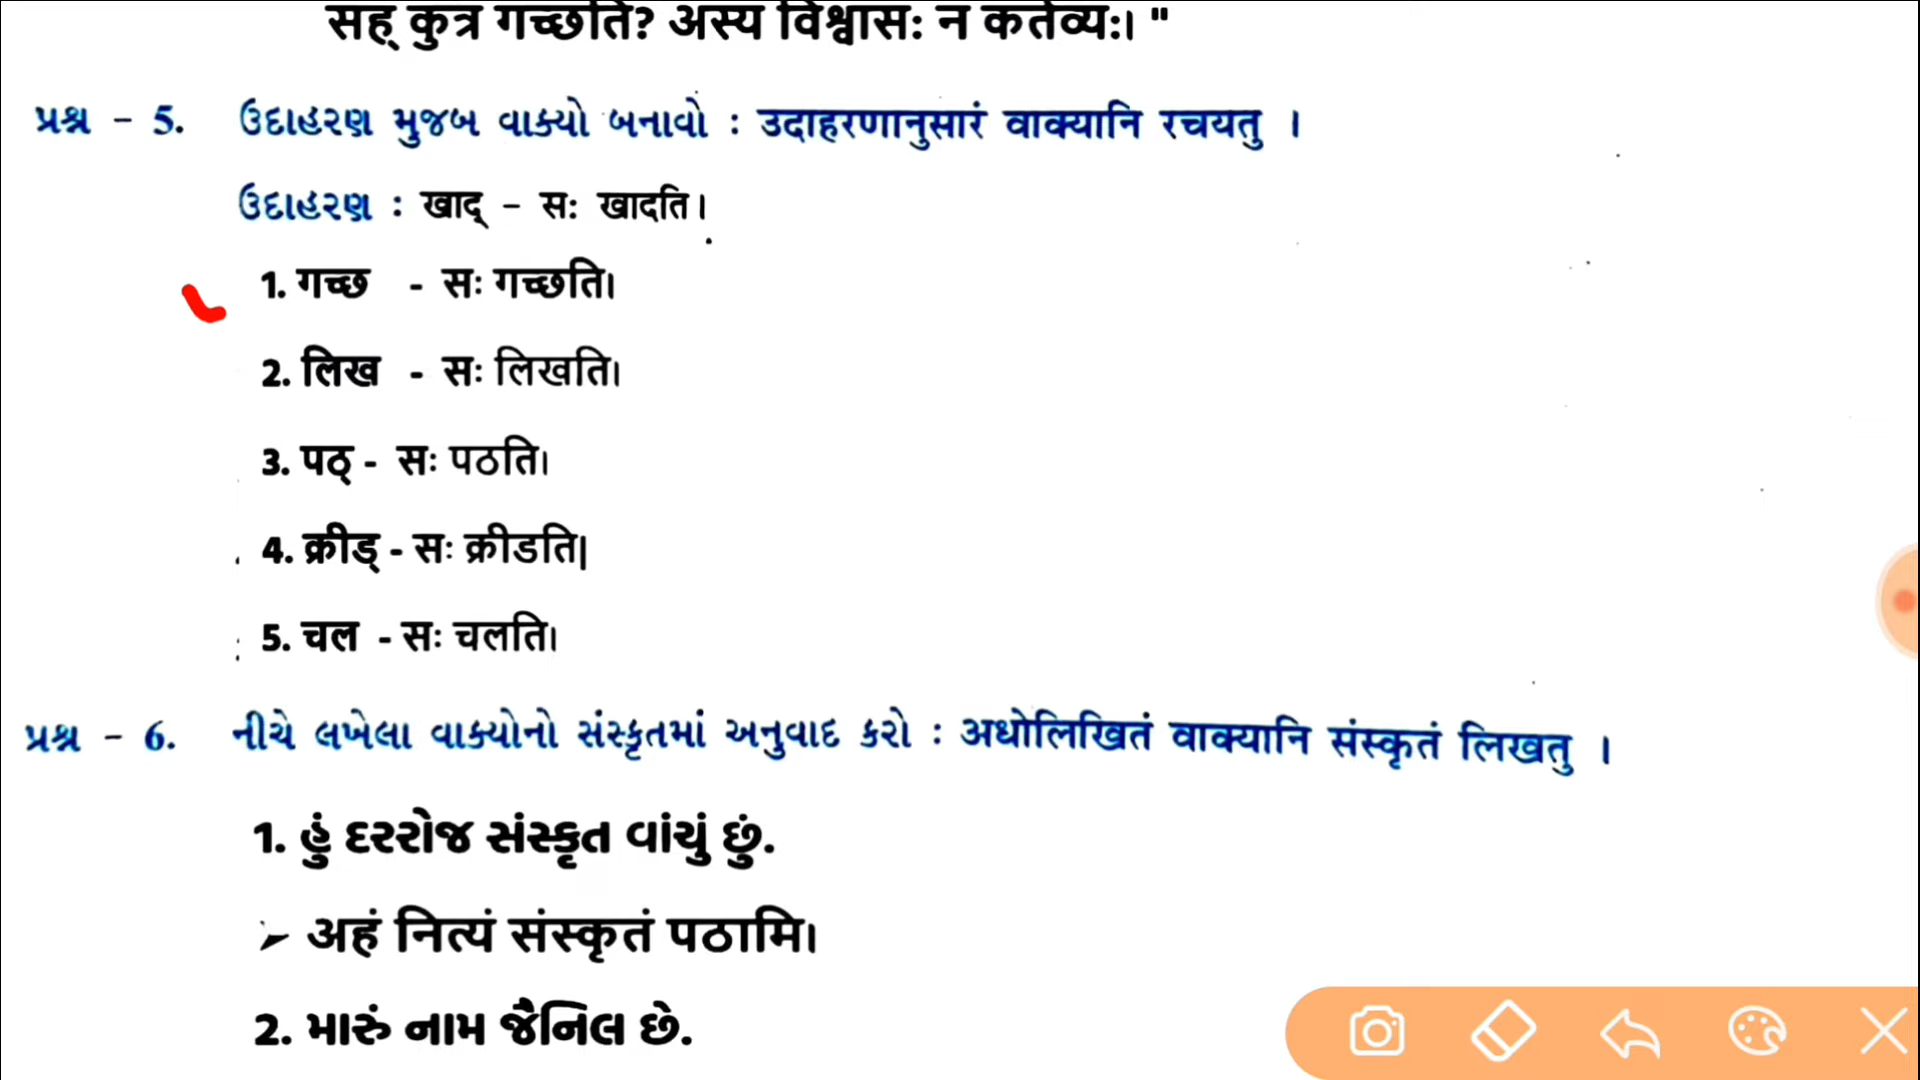 सह् कुत्र गच्छति? अस्य विश्वासः न कर्तव्यः। "
પ્રશ્ન - 5. ઉદાહરણ મુજબ વાક્યો બનાવો : उदाहरणानुसारं वाक्यानि रचयतु ।
ઉદાહરણ : खाद् - सः खादति।
1. गच्छ - सः गच्छति।
2. लिख - सः लिखति।
3. पठ् - सः पठति।
4. क्रीड् - सः क्रीडति|
5. चल - सः चलति।
પ્રશ્ન - 6. નીચે લખેલા વાક્યોનો સંસ્કૃતમાં અનુવાદ કરો : अधोलिखितं वाक्यानि संस्कृतं लिखतु ।
1. હું દરરોજ સંસ્કૃત વાંચું છું.
➢ अहं नित्यं संस्कृतं पठामि।
2. મારું નામ જૈનિલ છે.